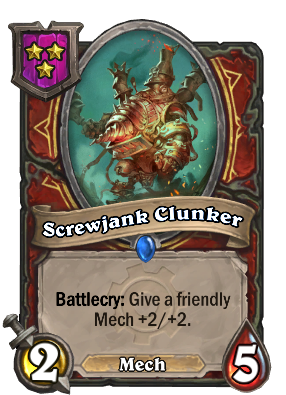 Screwjank Clunker
Battlecry: Give a friendly
Mech +2/+2.
2
Mech
5